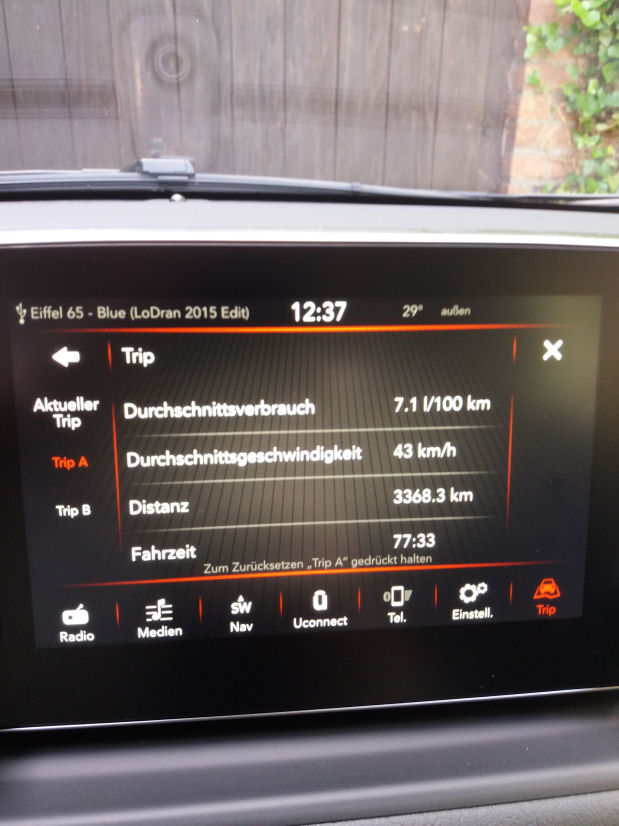 Eiffel 65 - Blue (LoDran 2015 Edit) 12:37 29° außen
Trip
Aktueller
Trip
Durchschnittsverbrauch 7.1 l/100 km
Trip A
Durchschnittsgeschwindigkeit 43 km/h
Trip B
Distanz 3368.3 km
Fahrzeit 77:33
Zum Zurücksetzen „Trip A“ gedrückt halten
Radio Medien SW Nav Uconnect Tel. Einstell. Trip